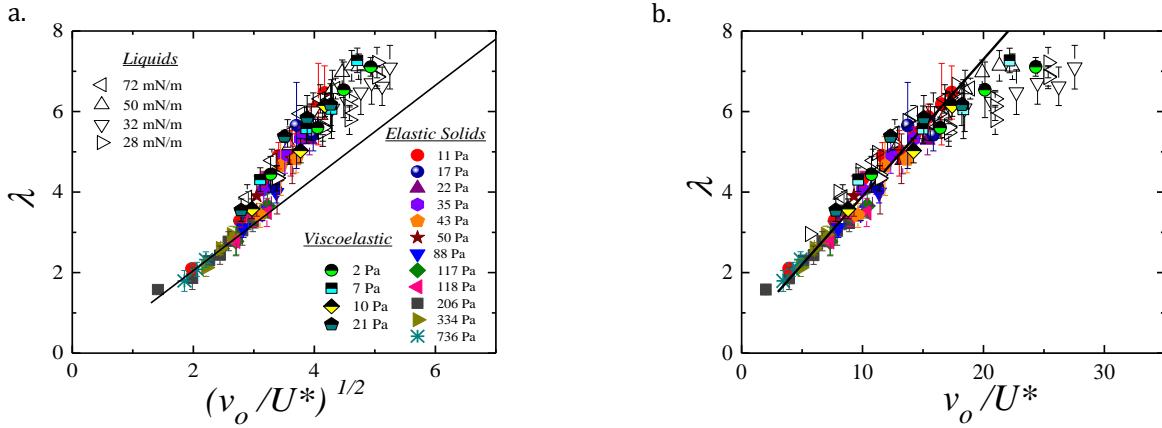 a.
8
6
4
2
0
λ
Liquids
72 mN/m
50 mN/m
32 mN/m
28 mN/m
Elastic Solids
11 Pa
17 Pa
22 Pa
35 Pa
43 Pa
50 Pa
88 Pa
117 Pa
118 Pa
206 Pa
334 Pa
736 Pa
Viscoelastic
2 Pa
7 Pa
10 Pa
21 Pa
0 2 4 6
(v_o /U*)^{1/2}
b.
8
6
4
2
0
λ
0 10 20 30
v_o /U*